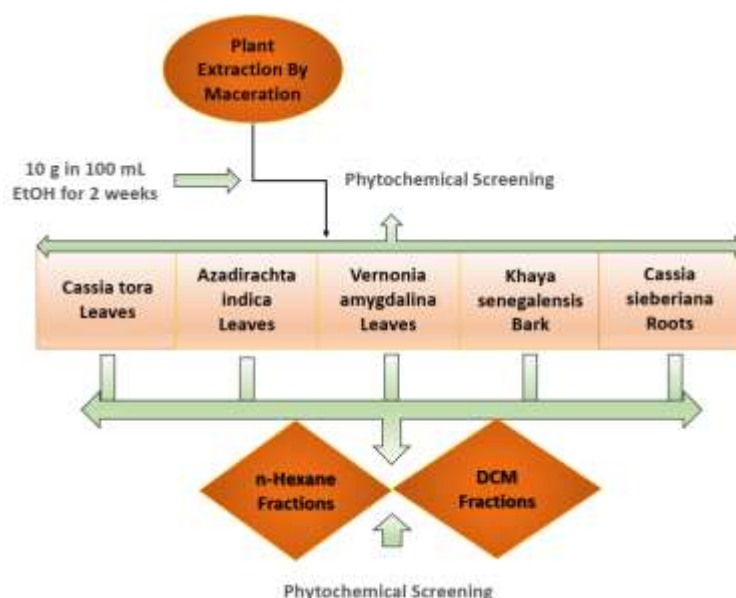 Plant
Extraction By
Maceration
10 g in 100 mL
EtOH for 2 weeks
Phytochemical Screening
Cassia tora
Leaves
Azadirachta
indica
Leaves
Vernonia
amygdalina
Leaves
Khaya
senegalensis
Bark
Cassia
sieberiana
Roots
n-Hexane
Fractions
DCM
Fractions
Phytochemical Screening